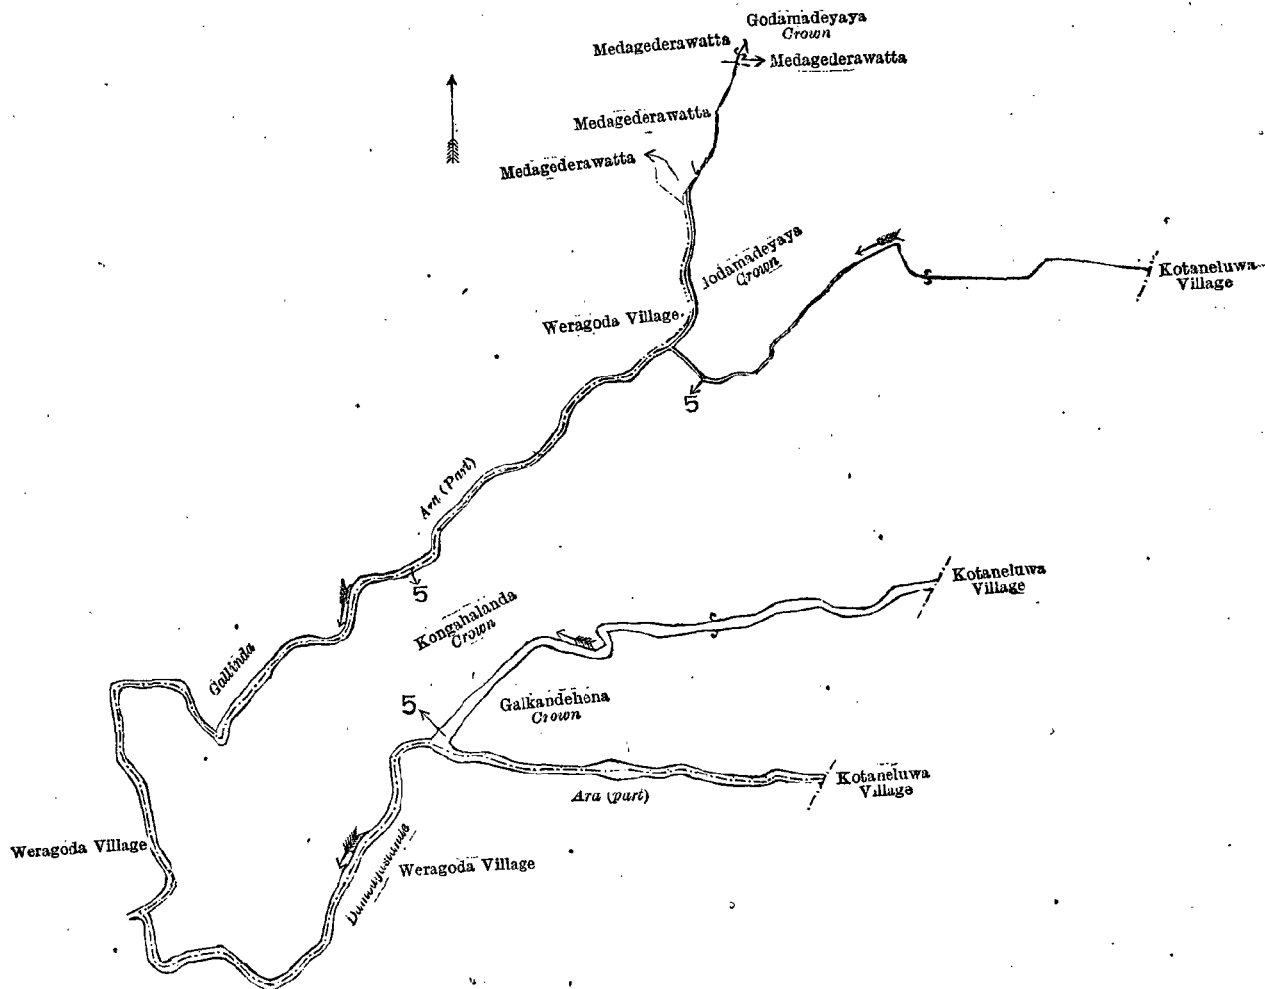 Godamadeyaya
Crown
Medagederawatta
Medagederawatta
Medagederawatta
Medagederawatta
Crown
Kotaneluwa
Village
Weragoda Village
5
Ara (Part)
5
Kongahalanda
Crown
Kotaneluwa
Village
Gallinda
5
Galkandehena
Crown
Kotaneluwa
Village
Ara (part)
Weragoda Village
Weragoda Village